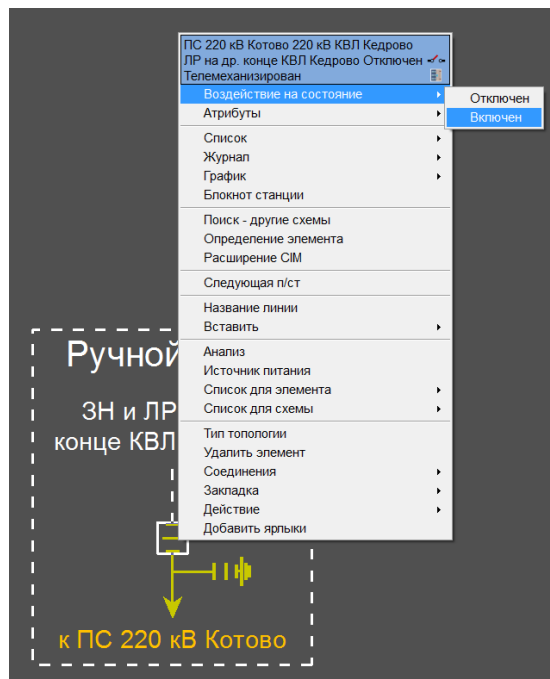 ПС 220 кВ Котово 220 кВ КВЛ Кедрово
ЛР на др. конце КВЛ Кедрово Отключен
Телемеханизирован
Воздействие на состояние
Отключен
Включен
Атрибуты
Список
Журнал
График
Блокнот станции
Поиск - другие схемы
Определение элемента
Расширение CIM
Следующая п/ст
Название линии
Вставить
Анализ
Источник питания
Список для элемента
Список для схемы
Тип топологии
Удалить элемент
Соединения
Закладка
Действие
Добавить ярлыки
Ручной
ЗН и ЛР
конце КВЛ
к ПС 220 кВ Котово